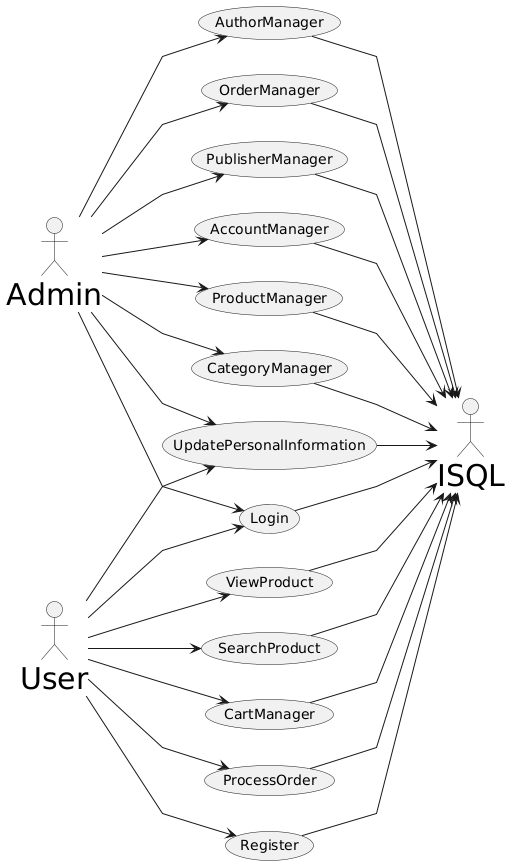 AuthorManager
OrderManager
PublisherManager
AccountManager
Admin
ProductManager
CategoryManager
UpdatePersonalInformation
ISQL
Login
ViewProduct
SearchProduct
User
CartManager
ProcessOrder
Register